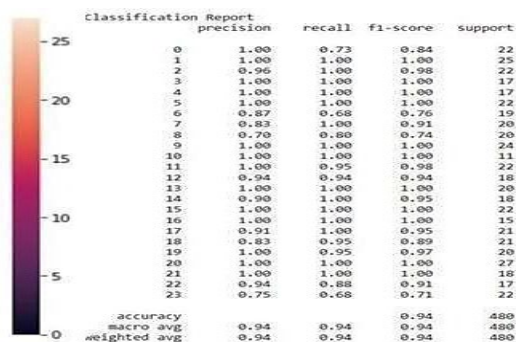 Classification Report
precision recall f1-score support
0 1.00 0.73 0.84 22
1 1.00 1.00 1.00 25
2 0.96 1.00 0.98 22
3 1.00 1.00 1.00 17
4 1.00 1.00 1.00 17
5 1.00 1.00 1.00 22
6 0.87 0.68 0.76 19
7 0.83 1.00 0.91 20
8 0.70 0.80 0.74 20
9 1.00 1.00 1.00 24
10 1.00 1.00 1.00 11
11 1.00 0.95 0.98 22
12 0.94 0.94 0.94 18
13 1.00 1.00 1.00 20
14 0.90 1.00 0.95 18
15 1.00 1.00 1.00 22
16 1.00 1.00 1.00 15
17 0.91 1.00 0.95 21
18 0.83 0.95 0.89 21
19 1.00 0.95 0.97 20
20 1.00 1.00 1.00 27
21 1.00 1.00 1.00 18
22 0.94 0.88 0.91 17
23 0.75 0.68 0.71 22
accuracy 0.94 480
macro avg 0.94 0.94 0.94 480
weighted avg 0.94 0.94 0.94 480
25
20
15
10
5
0